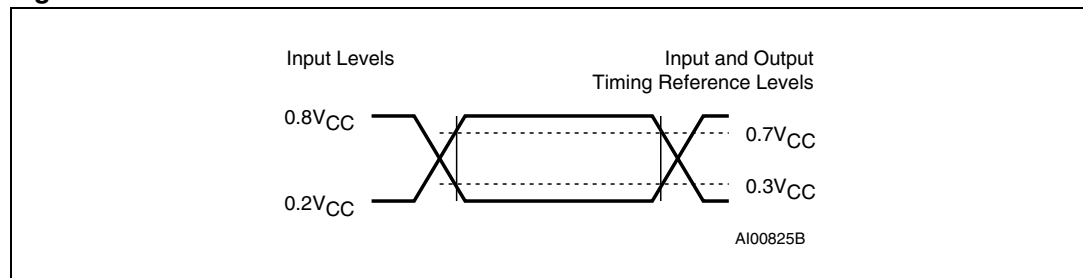 Input Levels
Input and Output
Timing Reference Levels
0.8VCC
0.7VCC
0.3VCC
0.2VCC
AI00825B